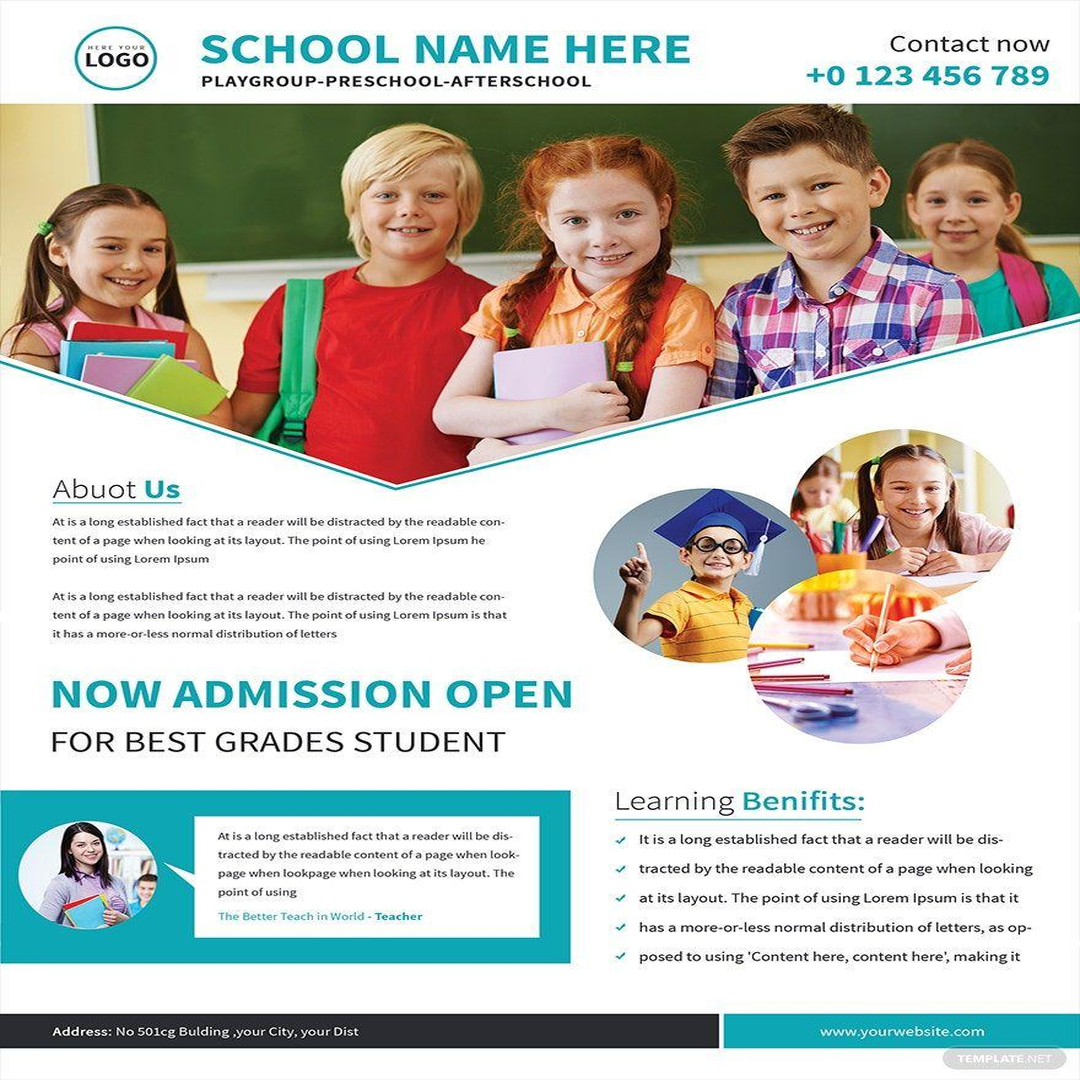 HERE YOUR
LOGO
SCHOOL NAME HERE
PLAYGROUP-PRESCHOOL-AFTERSCHOOL
Contact now
+0 123 456 789
Abuot Us
At is a long established fact that a reader will be distracted by the readable con-
tent of a page when looking at its layout. The point of using Lorem Ipsum he
point of using Lorem Ipsum
At is a long established fact that a reader will be distracted by the readable con-
tent of a page when looking at its layout. The point of using Lorem Ipsum is that
it has a more-or-less normal distribution of letters
NOW ADMISSION OPEN
FOR BEST GRADES STUDENT
At is a long established fact that a reader will be dis-
tracted by the readable content of a page when look-
page when lookpage when looking at its layout. The
point of using
The Better Teach in World - Teacher
Learning Benifits:
It is a long established fact that a reader will be dis-
tracted by the readable content of a page when looking
at its layout. The point of using Lorem Ipsum is that it
has a more-or-less normal distribution of letters, as op-
posed to using 'Content here, content here', making it
Address: No 501cg Bulding ,your City, your Dist
www.yourwebsite.com
TEMPLATE.NET